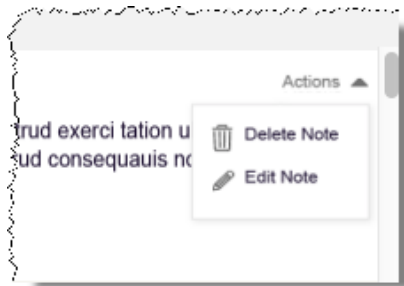 Actions
trud exerci tation u
Delete Note
ud consequauis no
Edit Note